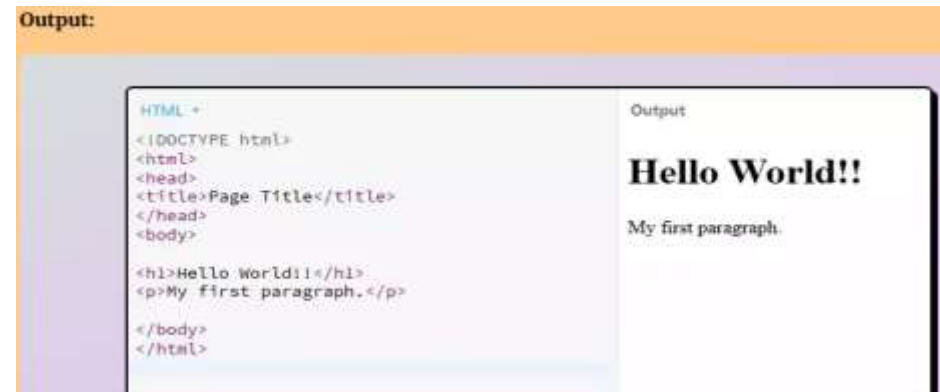 Output:
HTML
<!DOCTYPE html>
<html>
<head>
<title>Page Title</title>
</head>
<body>
<h1>Hello World!!</h1>
<p>My first paragraph.</p>
</body>
</html>
Output
Hello World!!
My first paragraph.